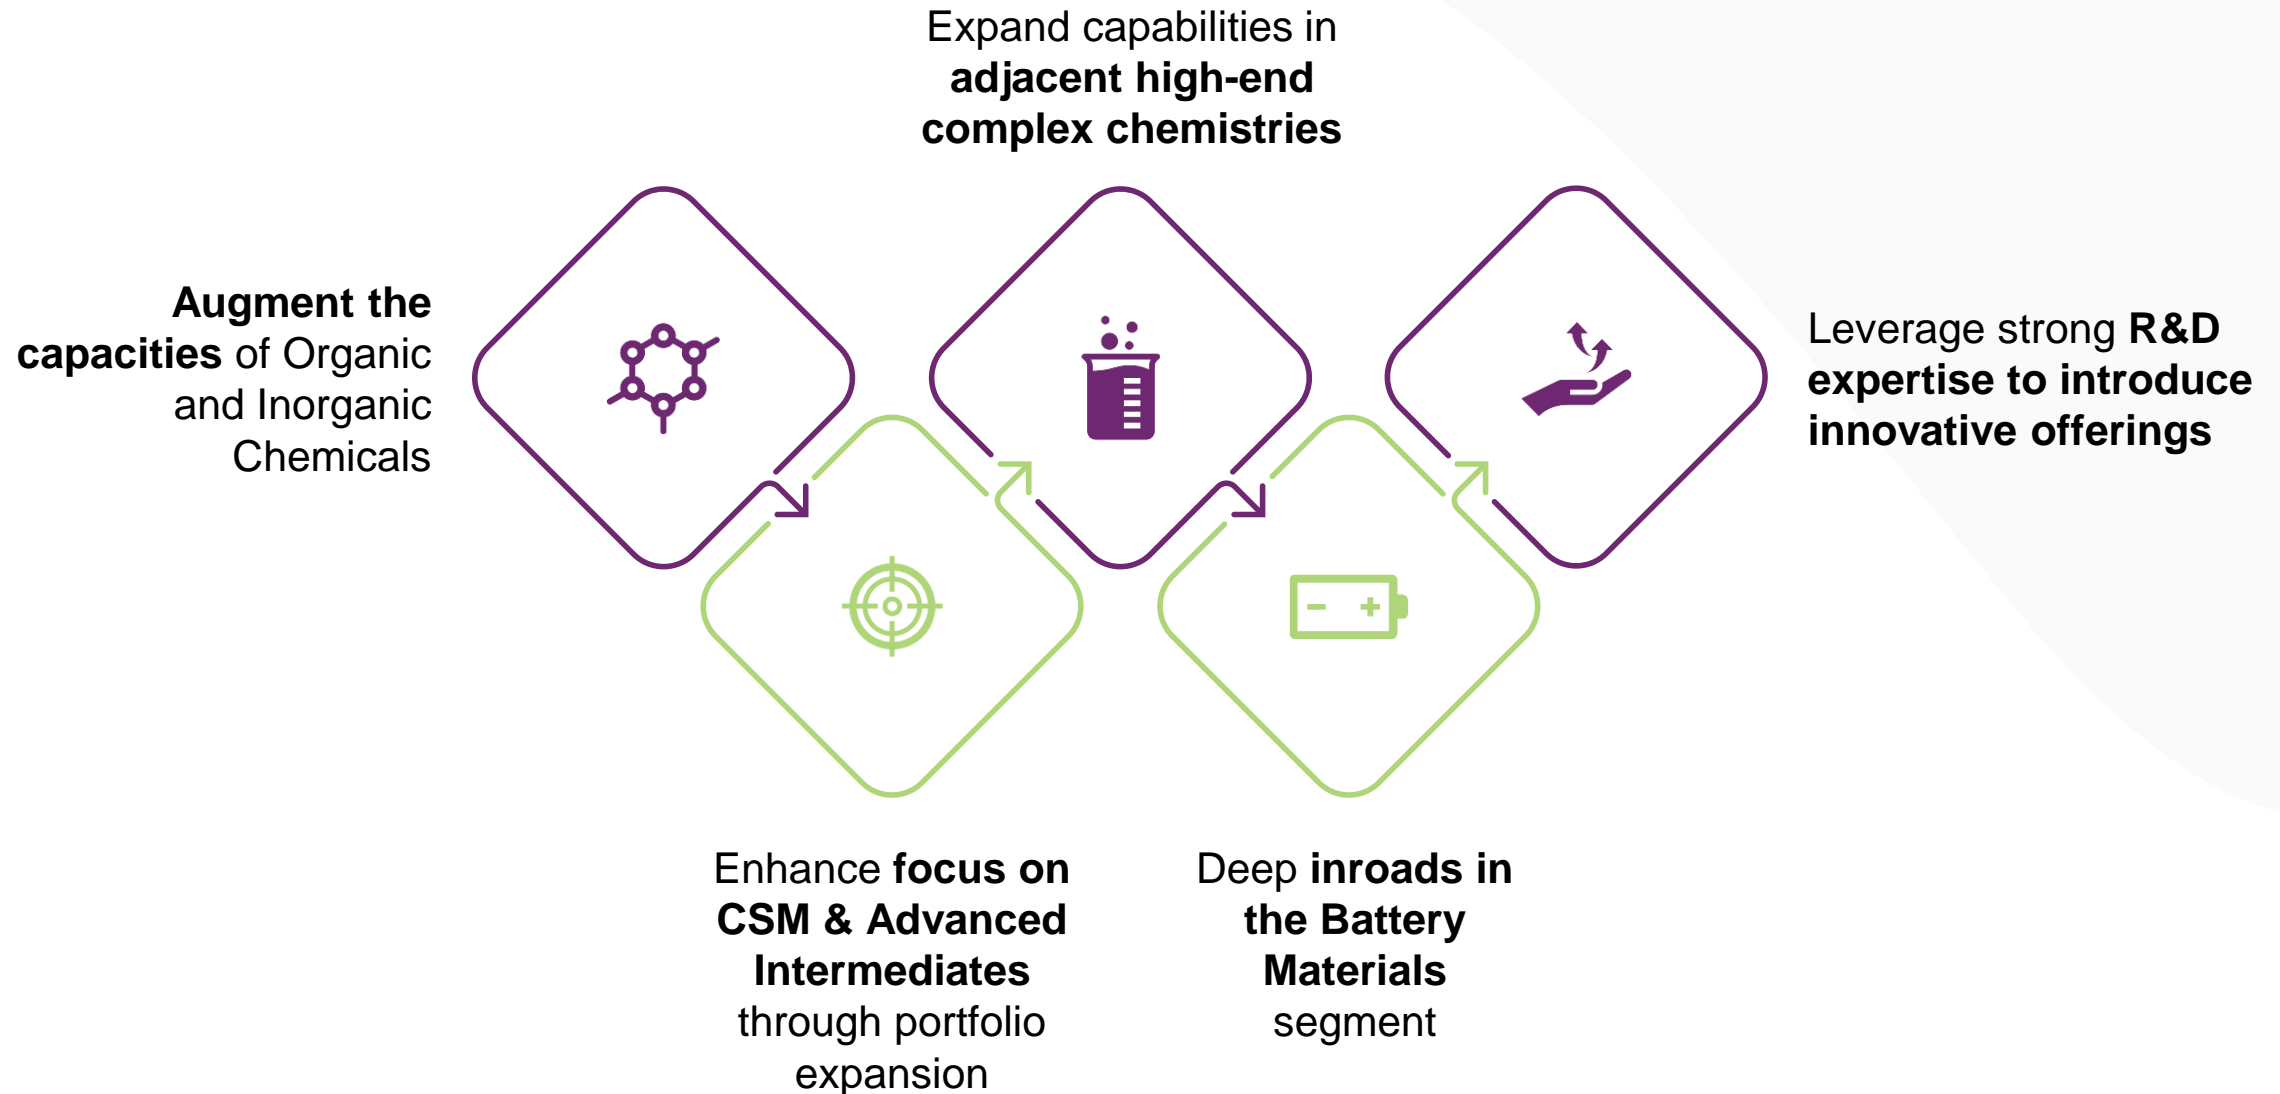 Expand capabilities in
adjacent high-end
complex chemistries
Augment the
capacities of Organic
and Inorganic
Chemicals
Leverage strong R&D
expertise to introduce
innovative offerings
Enhance focus on
CSM & Advanced
Intermediates
through portfolio
expansion
Deep inroads in
the Battery
Materials
segment